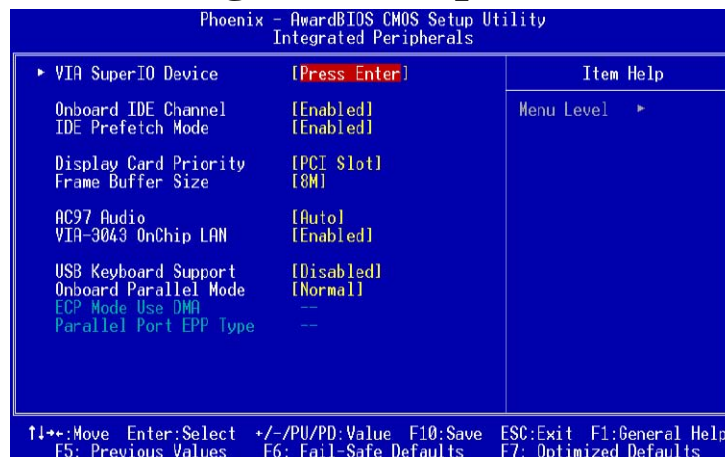 Phoenix - AwardBIOS CMOS Setup Utility
Integrated Peripherals
► VIA SuperIO Device [Press Enter]
Item Help
Onboard IDE Channel [Enabled]
Menu Level ►
IDE Prefetch Mode [Enabled]
Display Card Priority [PCI Slot]
Frame Buffer Size [8M]
AC97 Audio [Auto]
VIA-3043 OnChip LAN [Enabled]
USB Keyboard Support [Disabled]
Onboard Parallel Mode [Normal]
ECP Mode Use DMA --
Parallel Port EPP Type --
↑↓→←:Move Enter:Select +/-/PU/PD:Value F10:Save ESC:Exit F1:General Help
F5: Previous Values F6: Fail-Safe Defaults F7: Optimized Defaults